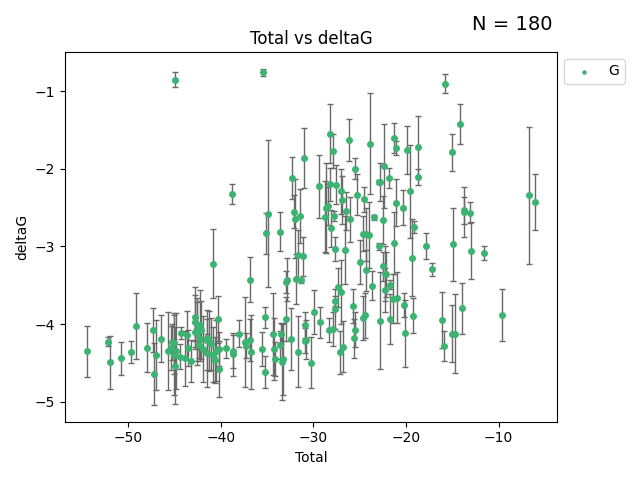 N = 180
Total vs deltaG
G
−1
−2
−3
−4
−5
deltaG
−50
−40
−30
−20
−10
Total